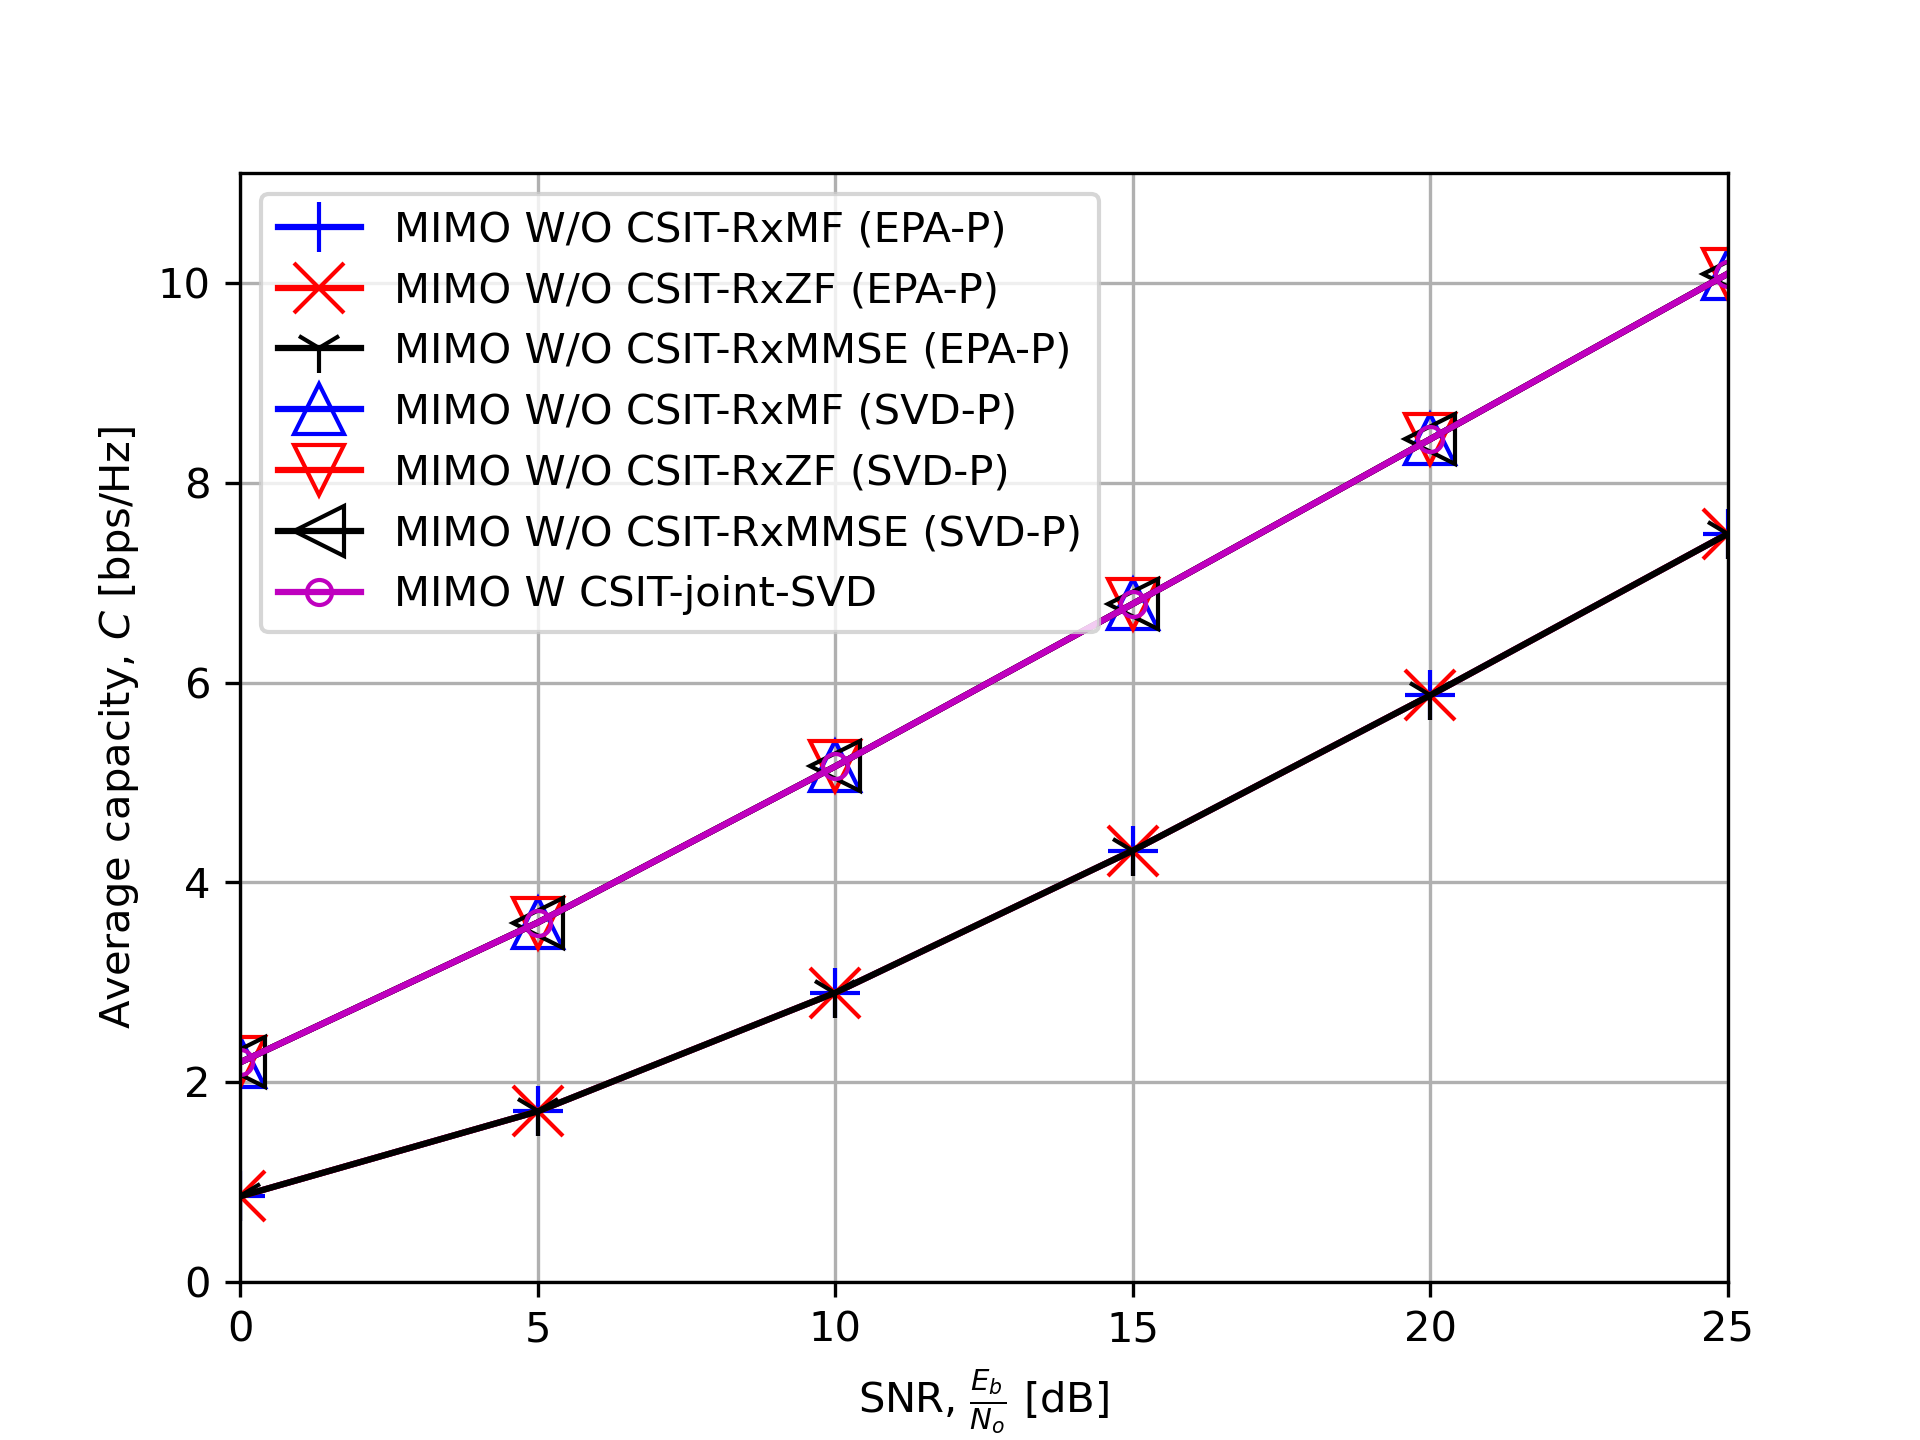 MIMO W/O CSIT-RxMF (EPA-P)
MIMO W/O CSIT-RxZF (EPA-P)
MIMO W/O CSIT-RxMMSE (EPA-P)
MIMO W/O CSIT-RxMF (SVD-P)
MIMO W/O CSIT-RxZF (SVD-P)
MIMO W/O CSIT-RxMMSE (SVD-P)
MIMO W CSIT-joint-SVD
Average capacity, C [bps/Hz]
10
8
6
4
2
0
0 5 10 15 20 25
SNR, E_b/N_o [dB]